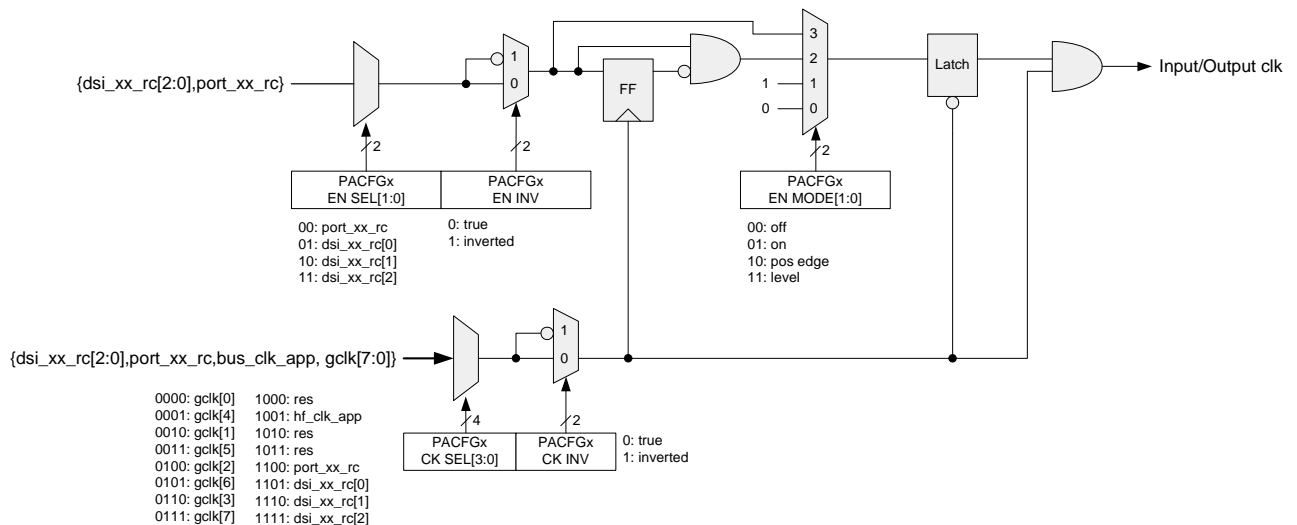 3
2
1
0
1
0
1
0
{dsi_xx_rc[2:0],port_xx_rc}
FF
Latch
Input/Output clk
2
2
2
PACFGx
EN SEL[1:0]
PACFGx
EN INV
PACFGx
EN MODE[1:0]
00: port_xx_rc
01: dsi_xx_rc[0]
10: dsi_xx_rc[1]
11: dsi_xx_rc[2]
0: true
1: inverted
00: off
01: on
10: pos edge
11: level
{dsi_xx_rc[2:0],port_xx_rc,bus_clk_app, gclk[7:0]}
1
0
4
2
PACFGx
CK SEL[3:0]
PACFGx
CK INV
0: true
1: inverted
0000: gclk[0]
0001: gclk[4]
0010: gclk[1]
0011: gclk[5]
0100: gclk[2]
0101: gclk[6]
0110: gclk[3]
0111: gclk[7]
1000: res
1001: hf_clk_app
1010: res
1011: res
1100: port_xx_rc
1101: dsi_xx_rc[0]
1110: dsi_xx_rc[1]
1111: dsi_xx_rc[2]